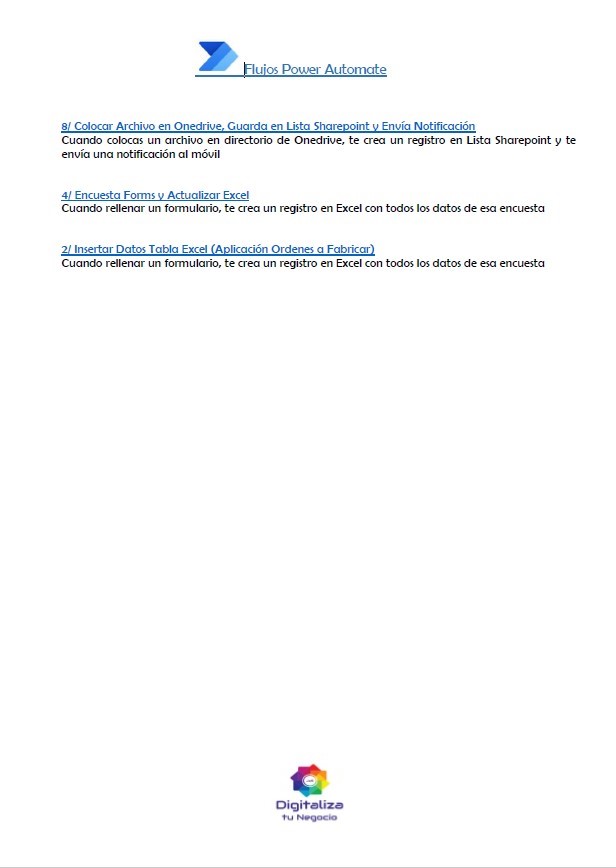 Flujos Power Automate
8/ Colocar Archivo en Onedrive, Guarda en Lista Sharepoint y Envía Notificación
Cuando colocas un archivo en directorio de Onedrive, te crea un registro en Lista Sharepoint y te
envía una notificación al móvil
4/ Encuesta Forms y Actualizar Excel
Cuando rellenar un formulario, te crea un registro en Excel con todos los datos de esa encuesta
2/ Insertar Datos Tabla Excel (Aplicación Ordenes a Fabricar)
Cuando rellenar un formulario, te crea un registro en Excel con todos los datos de esa encuesta
Digitaliza
tu Negocio